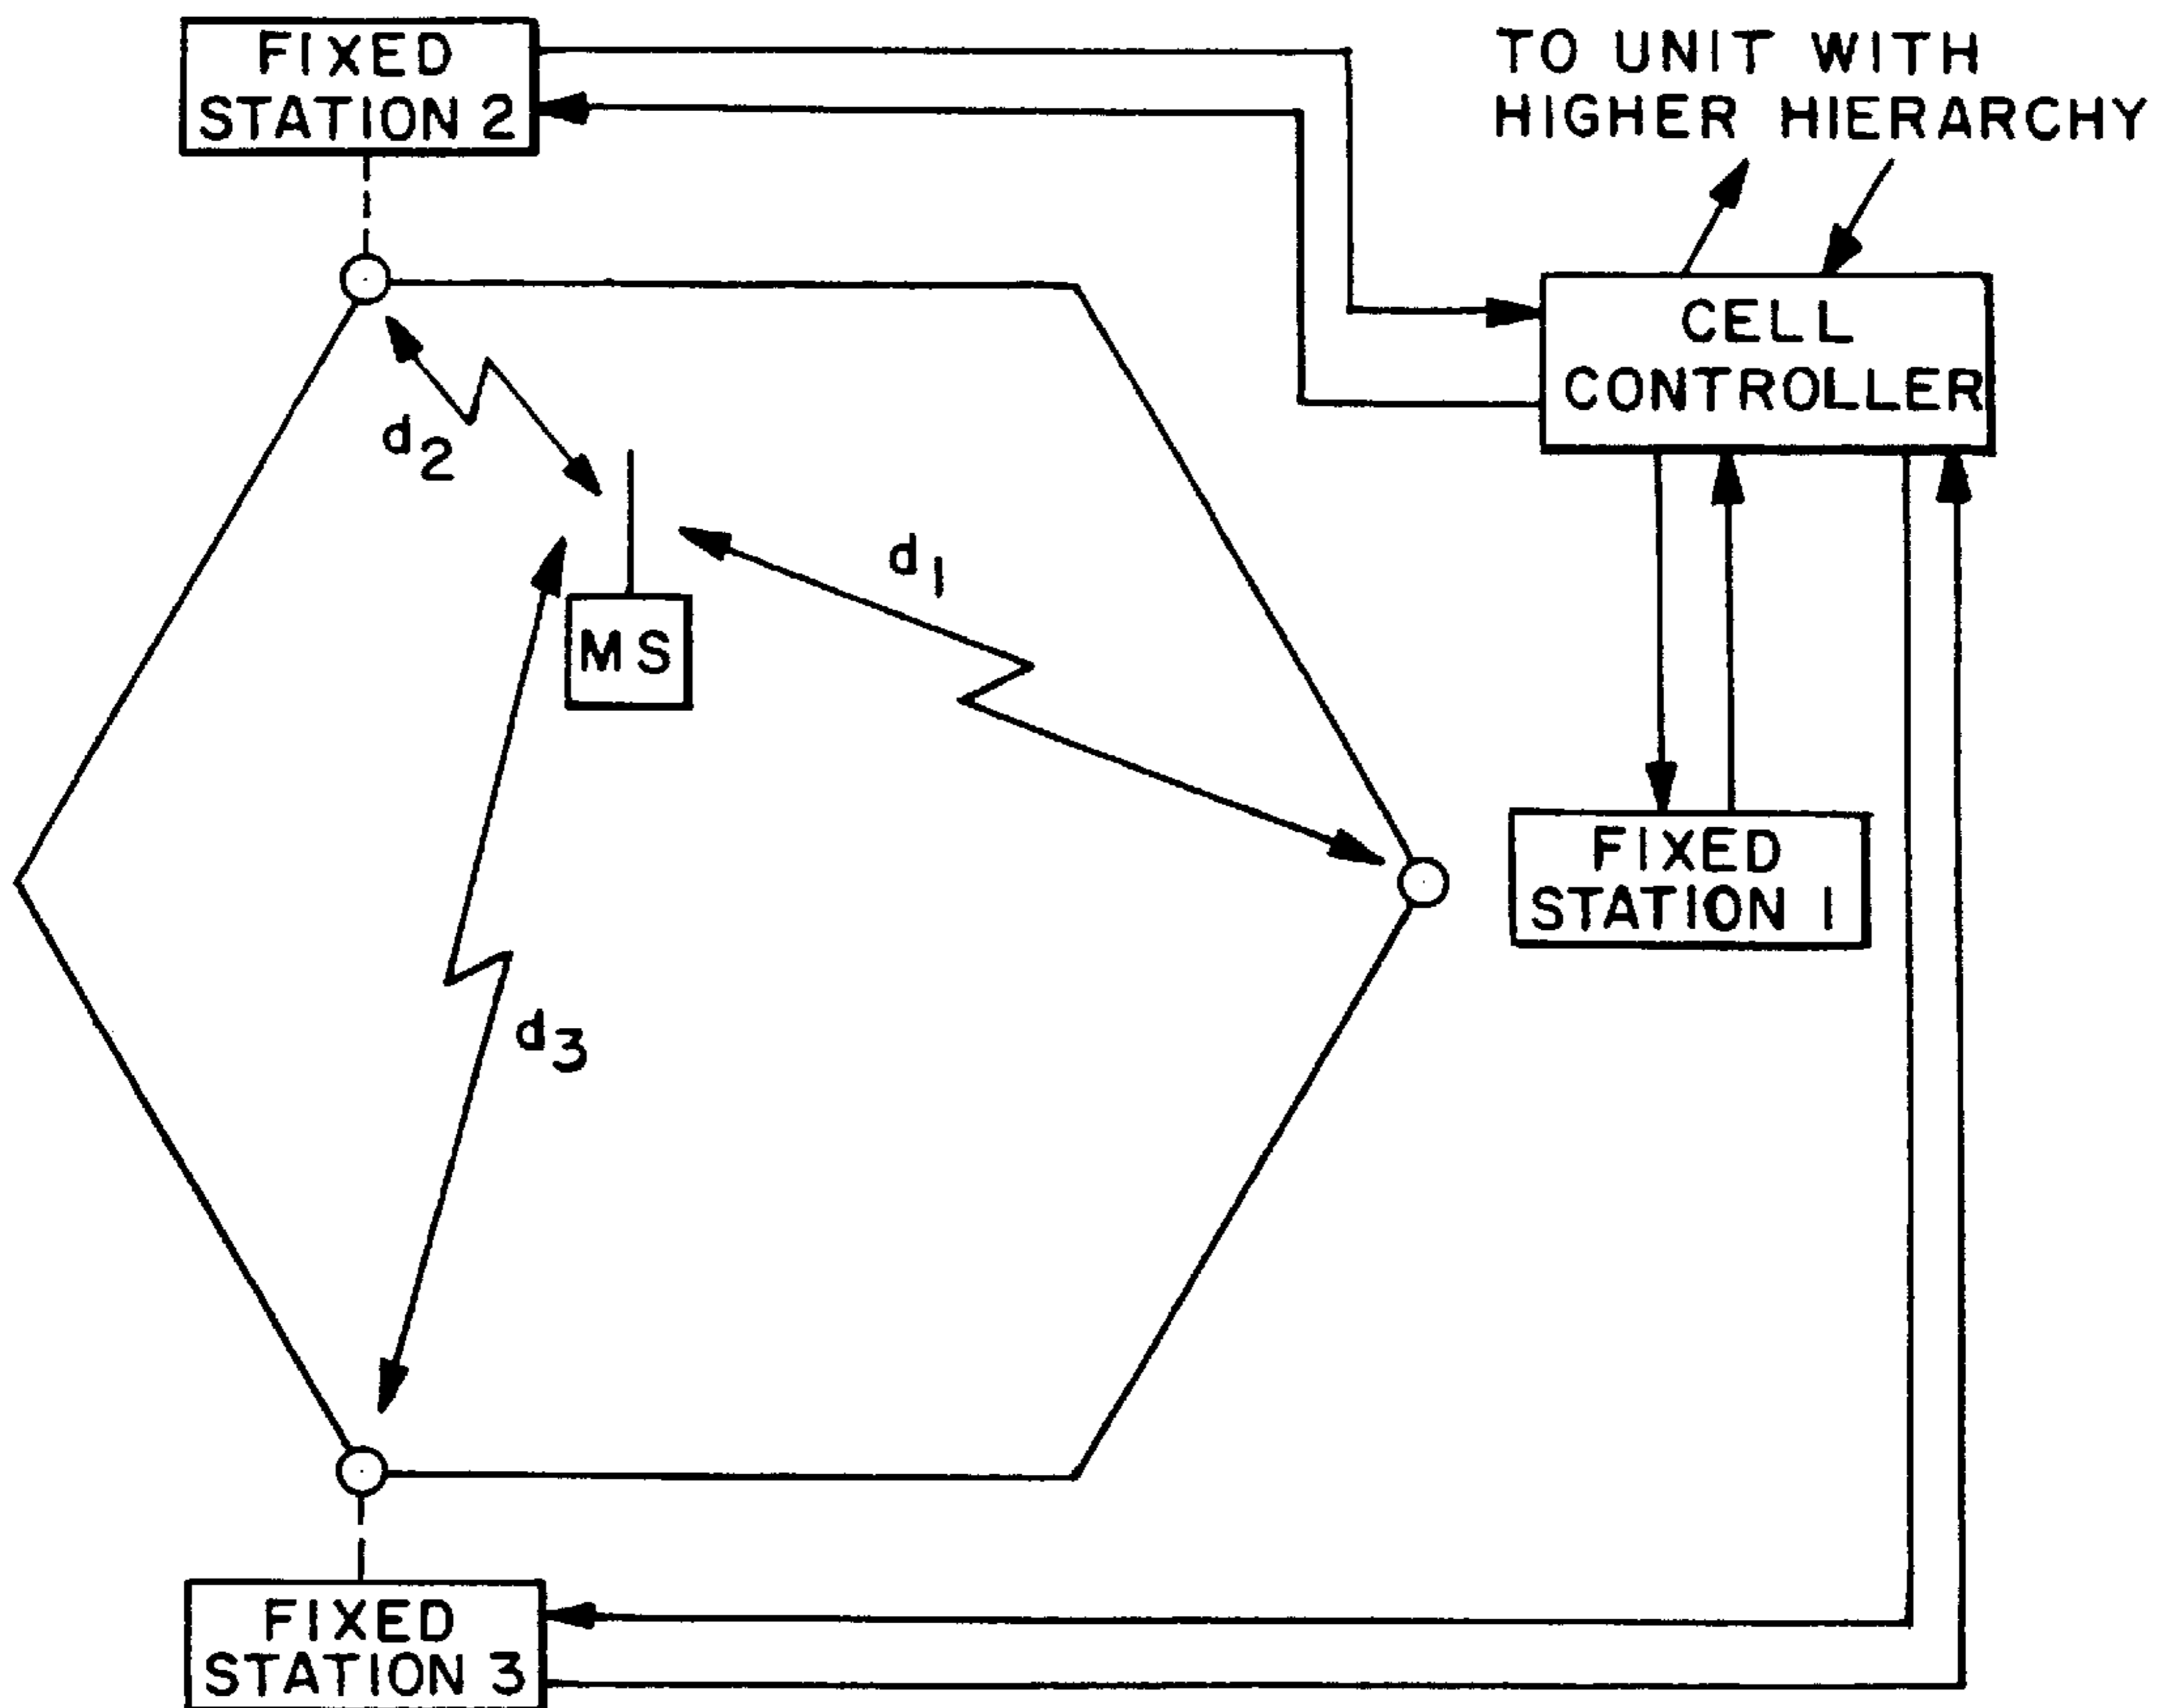 FIXED
STATION 2
TO UNIT WITH
HIGHER HIERARCHY
CELL
CONTROLLER
d2
d1
MS
FIXED
STATION 1
d3
FIXED
STATION 3